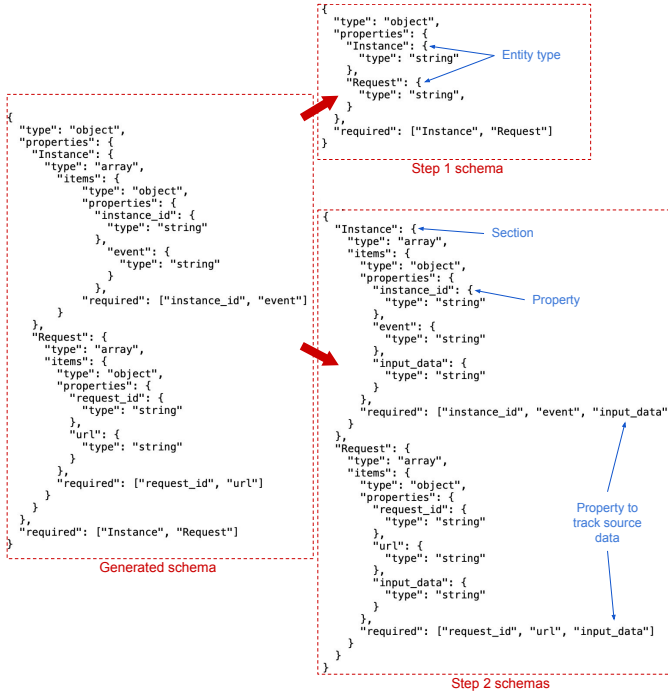 {
  "type": "object",
  "properties": {
    "Instance": {
      "type": "array",
        "items": {
            "type": "object",
            "properties": {
              "instance_id": {
                "type": "string"
              },
                "event": {
                  "type": "string"
                }
              },
            "required": ["instance_id", "event"]
        }
    },
    "Request": {
      "type": "array",
      "items": {
        "type": "object",
        "properties": {
          "request_id": {
            "type": "string"
          },
          "url": {
            "type": "string"
          }
        },
        "required": ["request_id", "url"]
      }
    }
  },
  "required": ["Instance", "Request"]
}
Generated schema
{
  "type": "object",
  "properties": {
    "Instance": {
      "type": "string"
    },
    "Request": {
      "type": "string",
    }
  },
  "required": ["Instance", "Request"]
}
Entity type
Step 1 schema
{
  "Instance": {
    "type": "array",
    "items": {
      "type": "object",
      "properties": {
        "instance_id": {
          "type": "string"
        },
        "event": {
          "type": "string"
        },
        "input_data": {
          "type": "string"
        }
      },
      "required": ["instance_id", "event", "input_data"
    }
  },
  "Request": {
    "type": "array",
    "items": {
      "type": "object",
      "properties": {
        "request_id": {
          "type": "string"
        },
        "url": {
          "type": "string"
        },
        "input_data": {
          "type": "string"
        }
      },
      "required": ["request_id", "url", "input_data"]
    }
  }
}
Section
Property
Property to
track source
data
Step 2 schemas